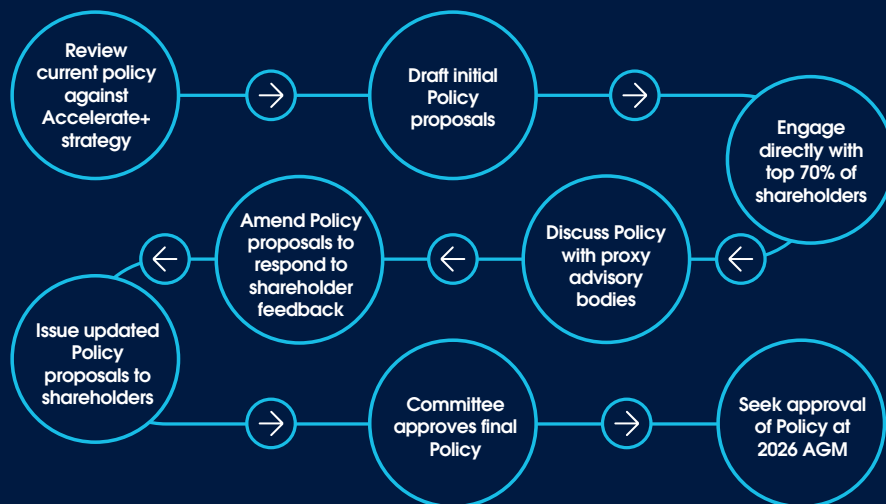 Review
current policy
against
Accelerate+
strategy
Draft initial
Policy
proposals
Engage
directly with
top 70% of
shareholders
Discuss Policy
with proxy
advisory
bodies
Amend Policy
proposals to
respond to
shareholder
feedback
Issue updated
Policy
proposals to
shareholders
Committee
approves final
Policy
Seek approval
of Policy at
2026 AGM